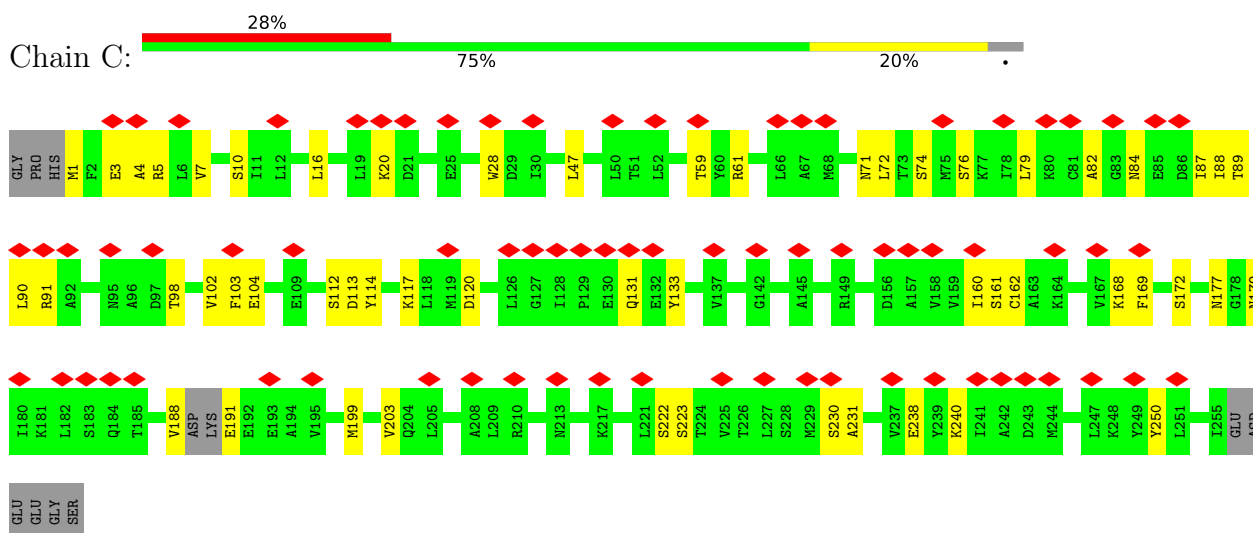 28%
Chain C:
75% 20% •
GLY PRO HIS M1 F2 E3 A4 R5 L6 V7 S10 I11 L12 L16 L19 K20 D21 E25 W28 D29 I30 L47 L50 T51 L52 T59 Y60 R61 L66 A67 M68 N71 L72 T73 S74 M75 S76 K77 I78 L79 K80 C81 A82 G83 N84 E85 D86 I87 I88 T89
L90 R91 A92 N95 A96 D97 T98 V102 F103 E104 E109 S112 D113 Y114 K117 L118 M119 D120 L126 G127 I128 P129 E130 Q131 E132 Y133 V137 G142 A145 R149 D156 A157 V158 V159 I160 S161 C162 A163 K164 V167 K168 F169 S172 N177 G178 N179
I180 K181 L182 S183 Q184 T185 V188 ASP LYS E191 E192 E193 A194 V195 M199 V203 Q204 L205 A208 L209 R210 N213 K217 L221 S222 S223 T224 V225 T226 L227 S228 M229 S230 A231 V237 E238 Y239 K240 I241 A242 D243 M244 L247 K248 Y249 Y250 L251 I255 GLU ASP
GLU GLU GLY SER